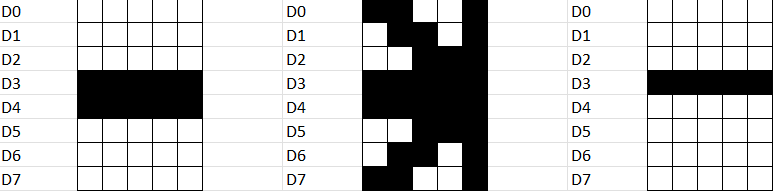 D0 D0 D0
D1 D1 D1
D2 D2 D2
D3 D3 D3
D4 D4 D4
D5 D5 D5
D6 D6 D6
D7 D7 D7